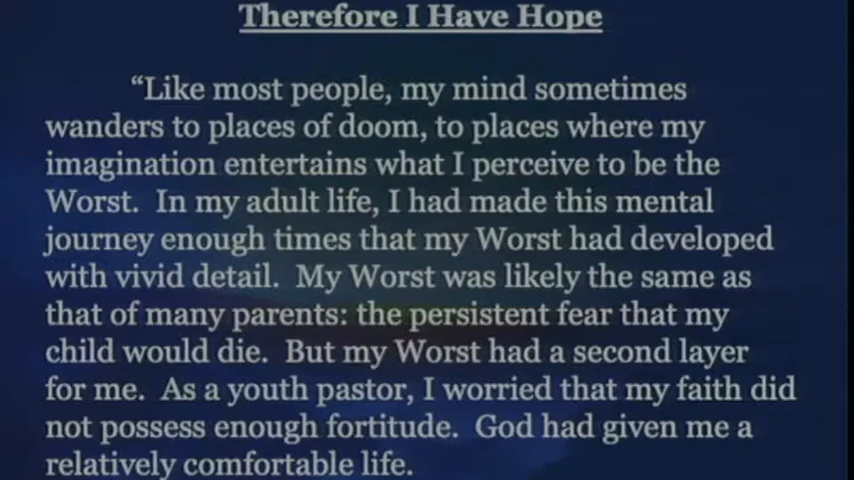 Therefore I Have Hope
“Like most people, my mind sometimes
wanders to places of doom, to places where my
imagination entertains what I perceive to be the
Worst.  In my adult life, I had made this mental
journey enough times that my Worst had developed
with vivid detail.  My Worst was likely the same as
that of many parents: the persistent fear that my
child would die.  But my Worst had a second layer
for me.  As a youth pastor, I worried that my faith did
not possess enough fortitude.  God had given me a
relatively comfortable life.